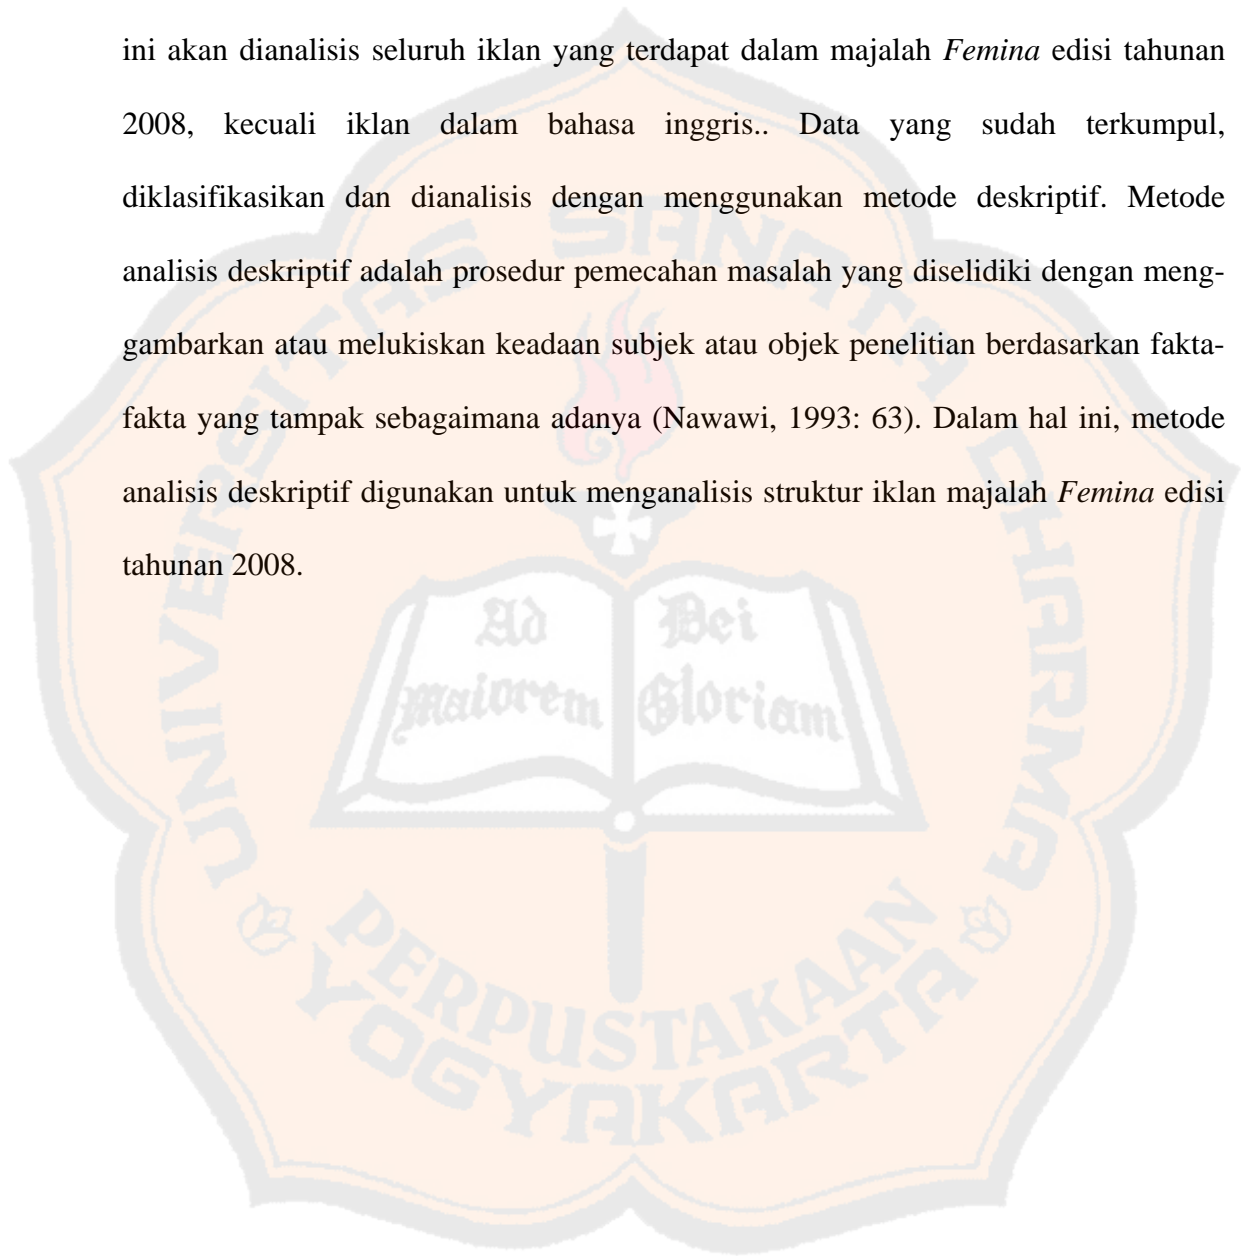 ini akan dianalisis seluruh iklan yang terdapat dalam majalah Femina edisi tahunan
2008, kecuali iklan dalam bahasa inggris.. Data yang sudah terkumpul,
diklasifikasikan dan dianalisis dengan menggunakan metode deskriptif. Metode
analisis deskriptif adalah prosedur pemecahan masalah yang diselidiki dengan meng-
gambarkan atau melukiskan keadaan subjek atau objek penelitian berdasarkan fakta-
fakta yang tampak sebagaimana adanya (Nawawi, 1993: 63). Dalam hal ini, metode
analisis deskriptif digunakan untuk menganalisis struktur iklan majalah Femina edisi
tahunan 2008.
UNIVERSITAS SANATA DHARMA
Ad Dei
maiorem Gloriam
PERPUSTAKAAN
YOGYAKARTA